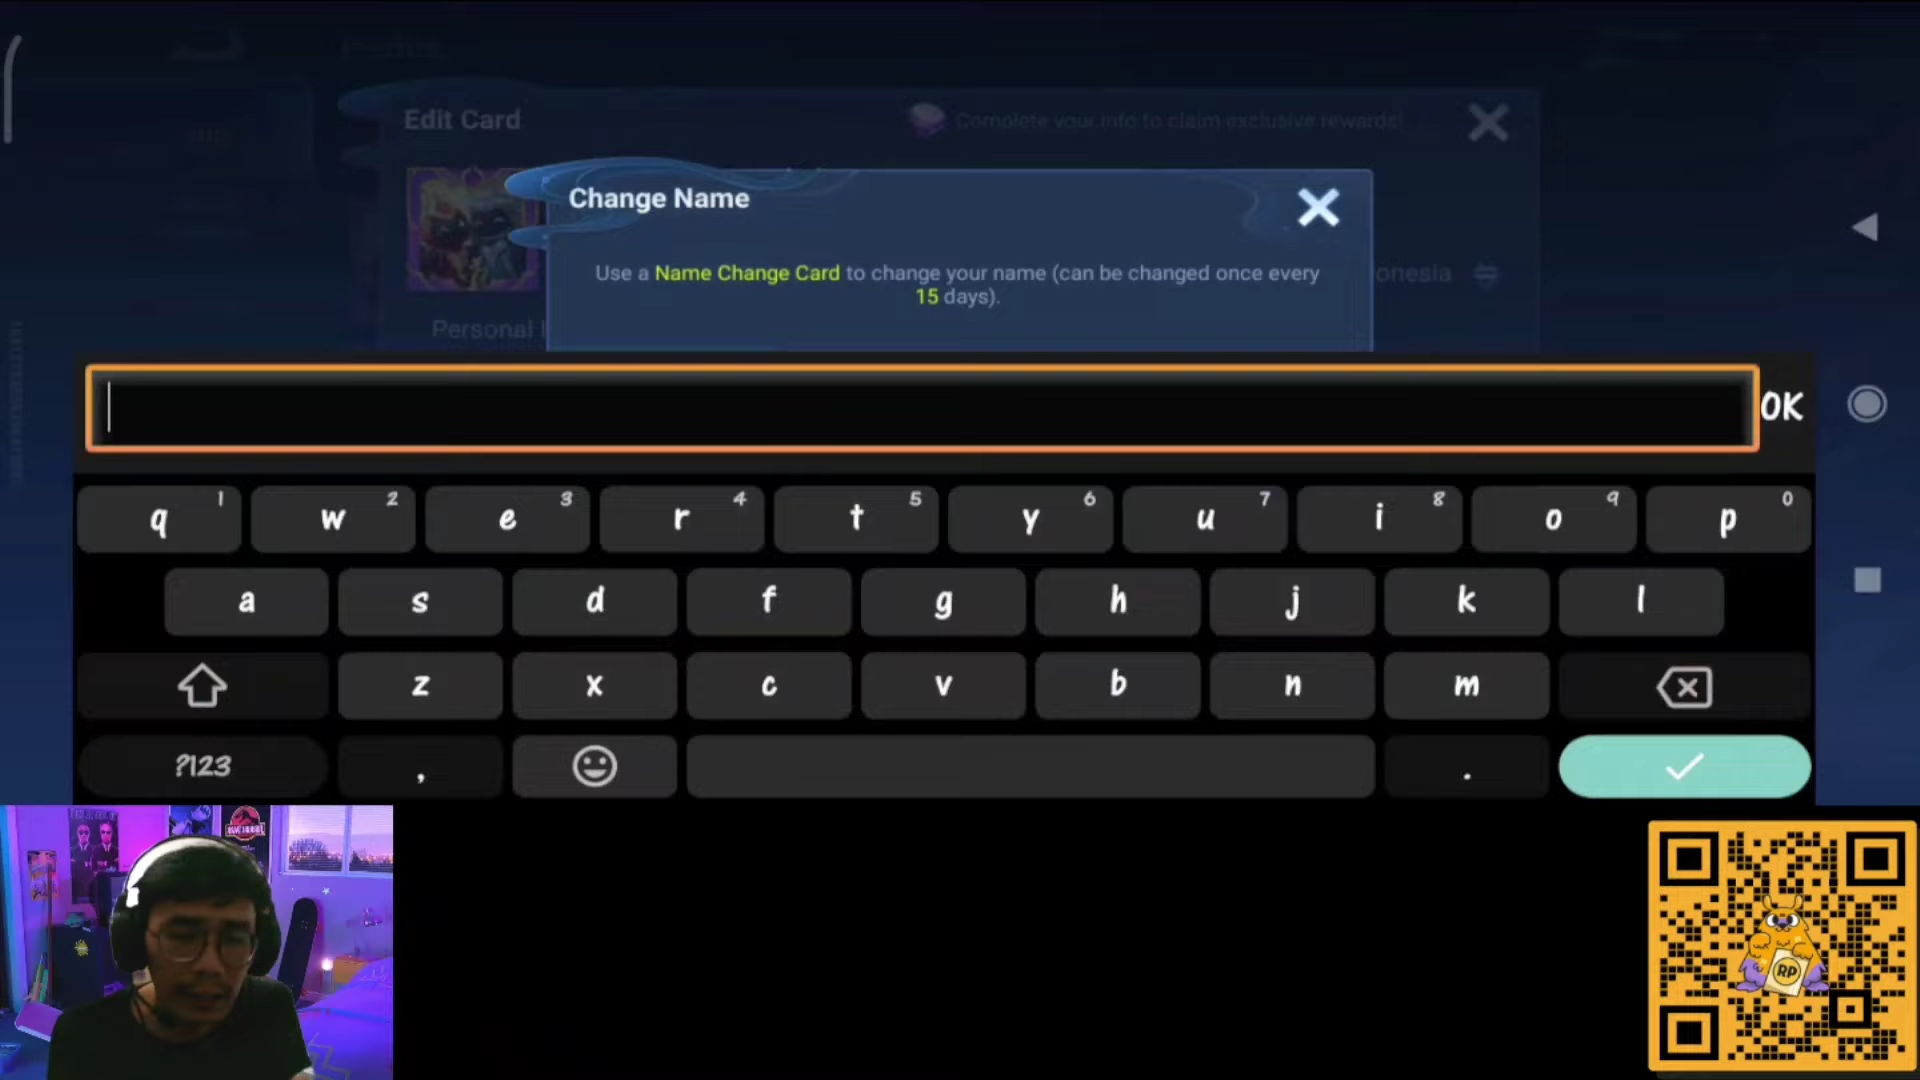 Profile
Edit Card
Complete your info to claim exclusive rewards!
Change Name
Use a Name Change Card to change your name (can be changed once every
15 days).
onesia
Personal I
OK
q 1 w 2 e 3 r 4 t 5 y 6 u 7 i 8 o 9 p 0
a s d f g h j k l
z x c v b n m
?123 , .
RP